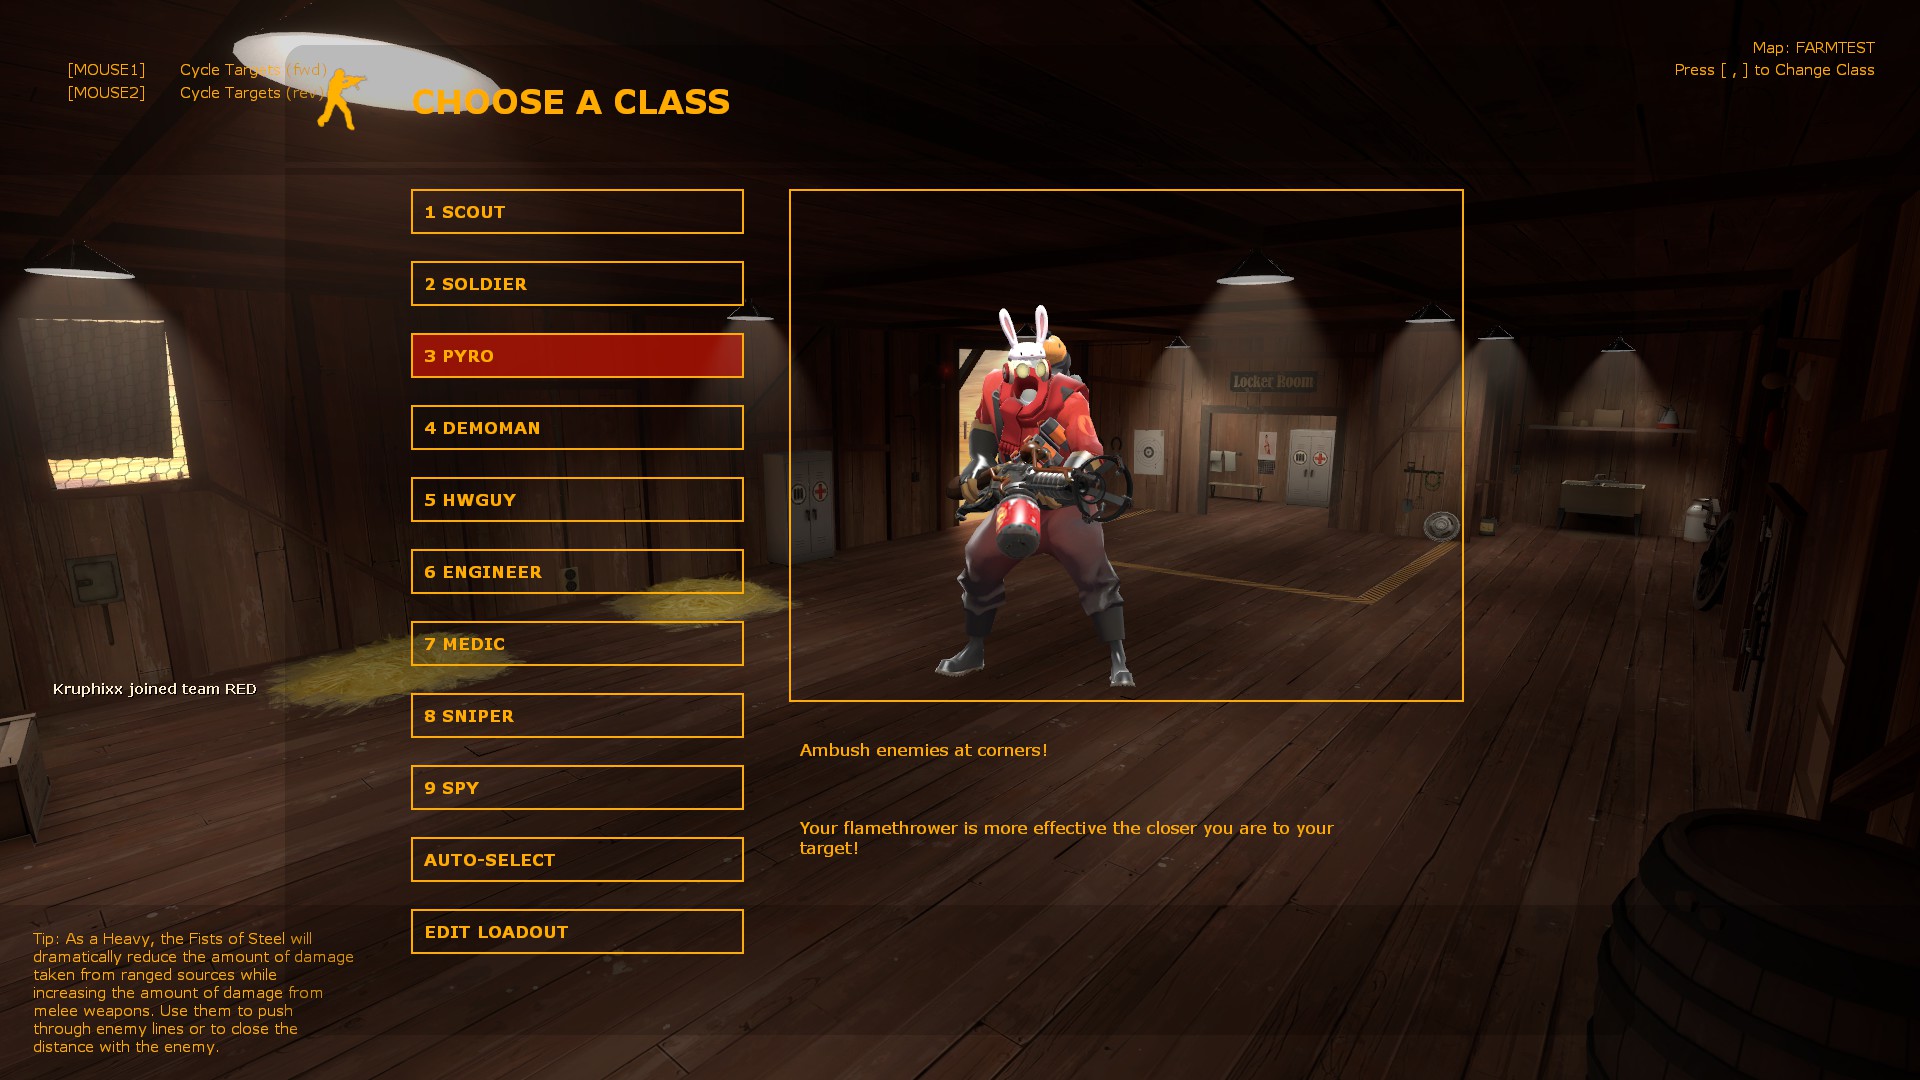 [MOUSE1] Cycle Targets (fwd)
[MOUSE2] Cycle Targets (rev)
Map: FARMTEST
Press [ , ] to Change Class
CHOOSE A CLASS
1 SCOUT
2 SOLDIER
3 PYRO
4 DEMOMAN
5 HWGUY
6 ENGINEER
7 MEDIC
8 SNIPER
9 SPY
AUTO-SELECT
EDIT LOADOUT
Locker Room
Kruphixx joined team RED
Ambush enemies at corners!
Your flamethrower is more effective the closer you are to your
target!
Tip: As a Heavy, the Fists of Steel will
dramatically reduce the amount of damage
taken from ranged sources while
increasing the amount of damage from
melee weapons. Use them to push
through enemy lines or to close the
distance with the enemy.